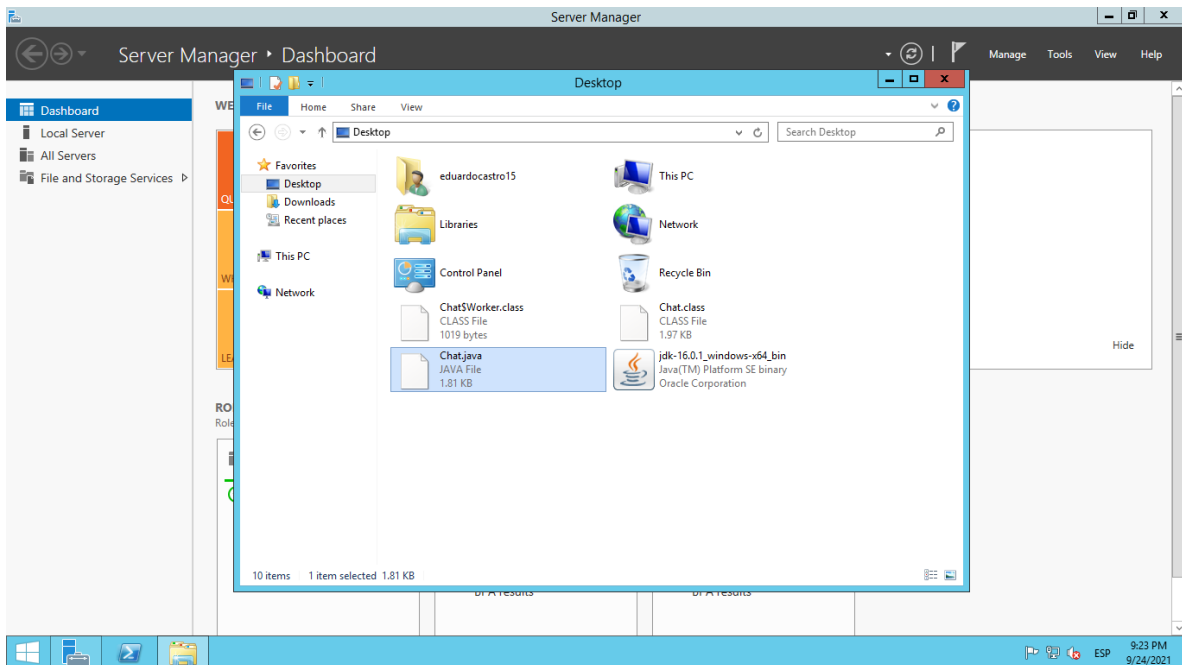 Server Manager
Server Manager • Dashboard
Manage Tools View Help
Dashboard
Local Server
All Servers
File and Storage Services
WE
QU
WH
LEA
Hide
RO
Role
Desktop
File Home Share View
Desktop
Search Desktop
Favorites
Desktop
Downloads
Recent places
This PC
Network
eduardocastro15
This PC
Libraries
Network
Control Panel
Recycle Bin
Chat$Worker.class
CLASS File
1019 bytes
Chat.class
CLASS File
1.97 KB
Chat.java
JAVA File
1.81 KB
jdk-16.0.1_windows-x64_bin
Java(TM) Platform SE binary
Oracle Corporation
10 items 1 item selected 1.81 KB
BPA results
BPA results
ESP
9:23 PM
9/24/2021